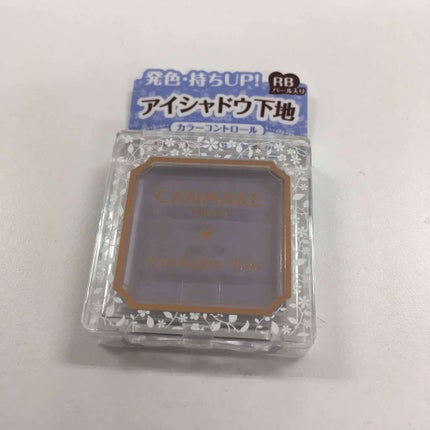 発色・持ちUP!
RB
パール入り
アイシャドウ下地
カラーコントロール
CANMAKE